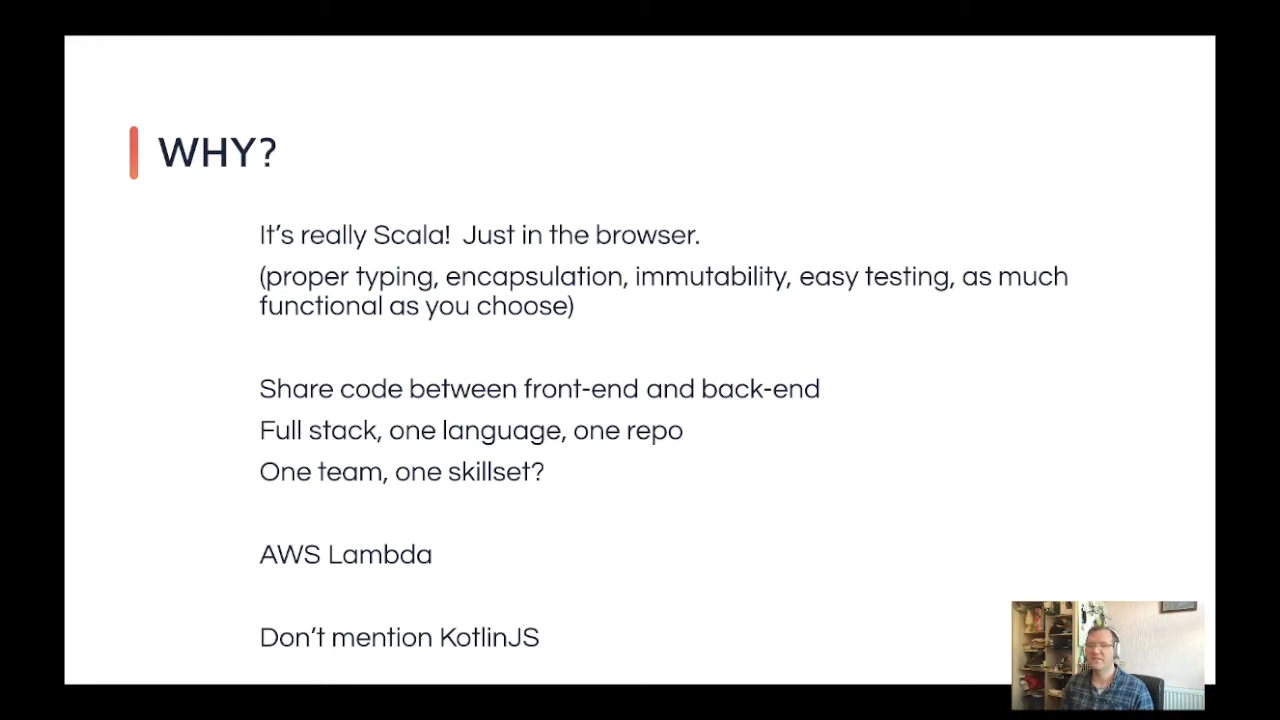 WHY?
It's really Scala!  Just in the browser.
(proper typing, encapsulation, immutability, easy testing, as much
functional as you choose)
Share code between front-end and back-end
Full stack, one language, one repo
One team, one skillset?
AWS Lambda
Don't mention KotlinJS